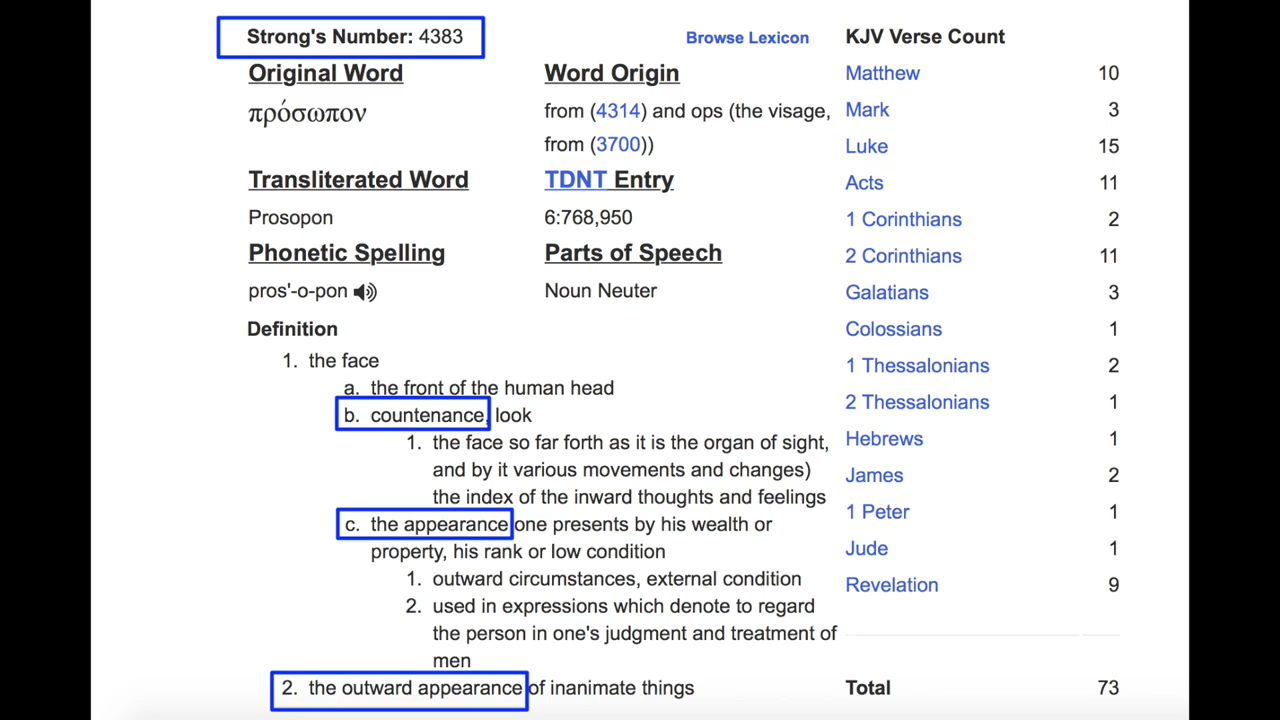 Strong's Number: 4383
Browse Lexicon
Original Word
Word Origin
πρόσωπον
from (4314) and ops (the visage,
from (3700))
Transliterated Word
TDNT Entry
Prosopon
6:768,950
Phonetic Spelling
Parts of Speech
pros'-o-pon
Noun Neuter
Definition
1. the face
a. the front of the human head
b. countenance, look
1. the face so far forth as it is the organ of sight,
and by it various movements and changes)
the index of the inward thoughts and feelings
c. the appearance one presents by his wealth or
property, his rank or low condition
1. outward circumstances, external condition
2. used in expressions which denote to regard
the person in one's judgment and treatment of
men
2. the outward appearance of inanimate things
KJV Verse Count
Matthew 10
Mark 3
Luke 15
Acts 11
1 Corinthians 2
2 Corinthians 11
Galatians 3
Colossians 1
1 Thessalonians 2
2 Thessalonians 1
Hebrews 1
James 2
1 Peter 1
Jude 1
Revelation 9
Total 73